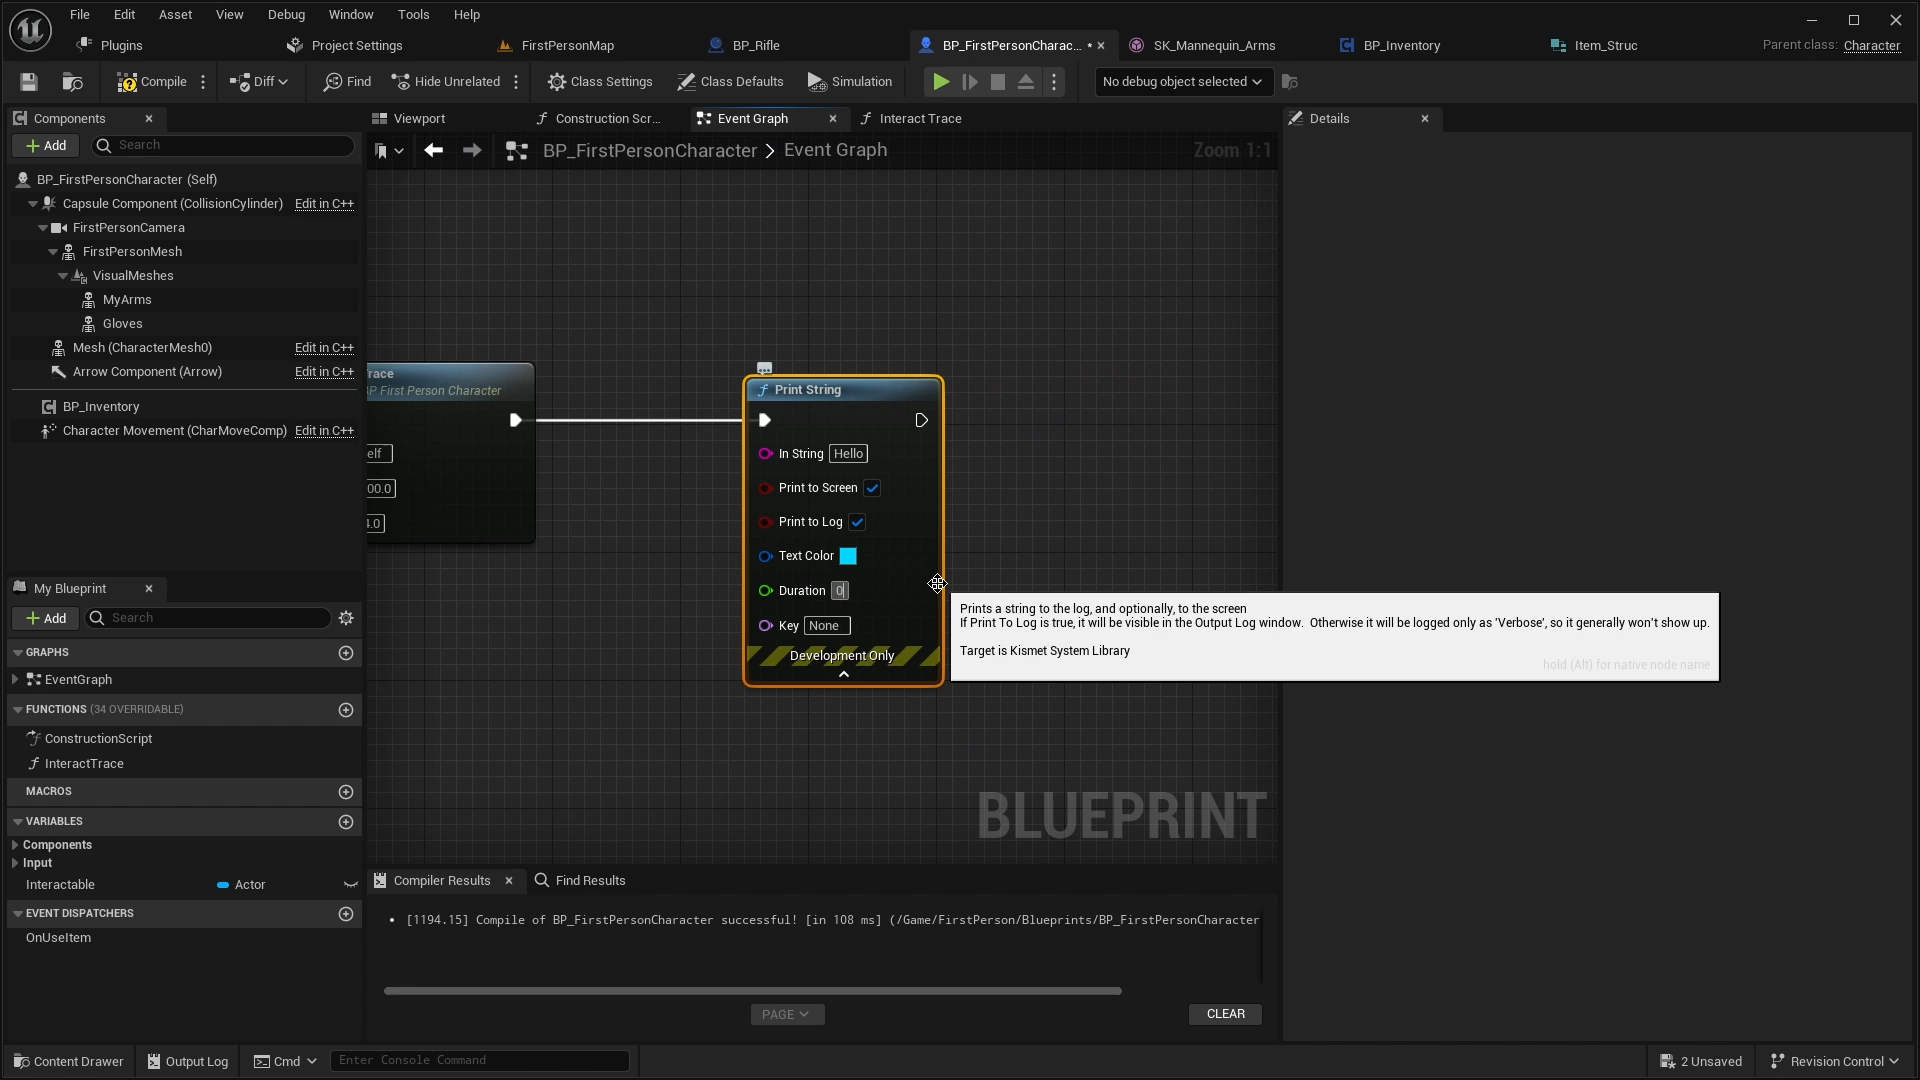 File Edit Asset View Debug Window Tools Help
Plugins Project Settings FirstPersonMap BP_Rifle BP_FirstPersonCharac... • SK_Mannequin_Arms BP_Inventory Item_Struc Parent class: Character
Compile Diff Find Hide Unrelated Class Settings Class Defaults Simulation No debug object selected
Components
Viewport Construction Scr... Event Graph Interact Trace
Details
Add Search
BP_FirstPersonCharacter > Event Graph Zoom 1:1
BP_FirstPersonCharacter (Self)
Capsule Component (CollisionCylinder) Edit in C++
FirstPersonCamera
FirstPersonMesh
VisualMeshes
MyArms
Gloves
Mesh (CharacterMesh0) Edit in C++
Arrow Component (Arrow) Edit in C++
BP_Inventory
Character Movement (CharMoveComp) Edit in C++
race
BP First Person Character
elf
00.0
4.0
Print String
In String Hello
Print to Screen
Print to Log
Text Color
Duration 0
Key None
Development Only
Prints a string to the log, and optionally, to the screen
If Print To Log is true, it will be visible in the Output Log window. Otherwise it will be logged only as 'Verbose', so it generally won't show up.
Target is Kismet System Library
hold (Alt) for native node name
BLUEPRINT
My Blueprint
Add Search
GRAPHS
EventGraph
FUNCTIONS (34 OVERRIDABLE)
ConstructionScript
InteractTrace
MACROS
VARIABLES
Components
Input
Interactable Actor
EVENT DISPATCHERS
OnUseItem
Compiler Results Find Results
• [1194.15] Compile of BP_FirstPersonCharacter successful! [in 108 ms] (/Game/FirstPerson/Blueprints/BP_FirstPersonCharacter
PAGE CLEAR
Content Drawer Output Log Cmd Enter Console Command 2 Unsaved Revision Control